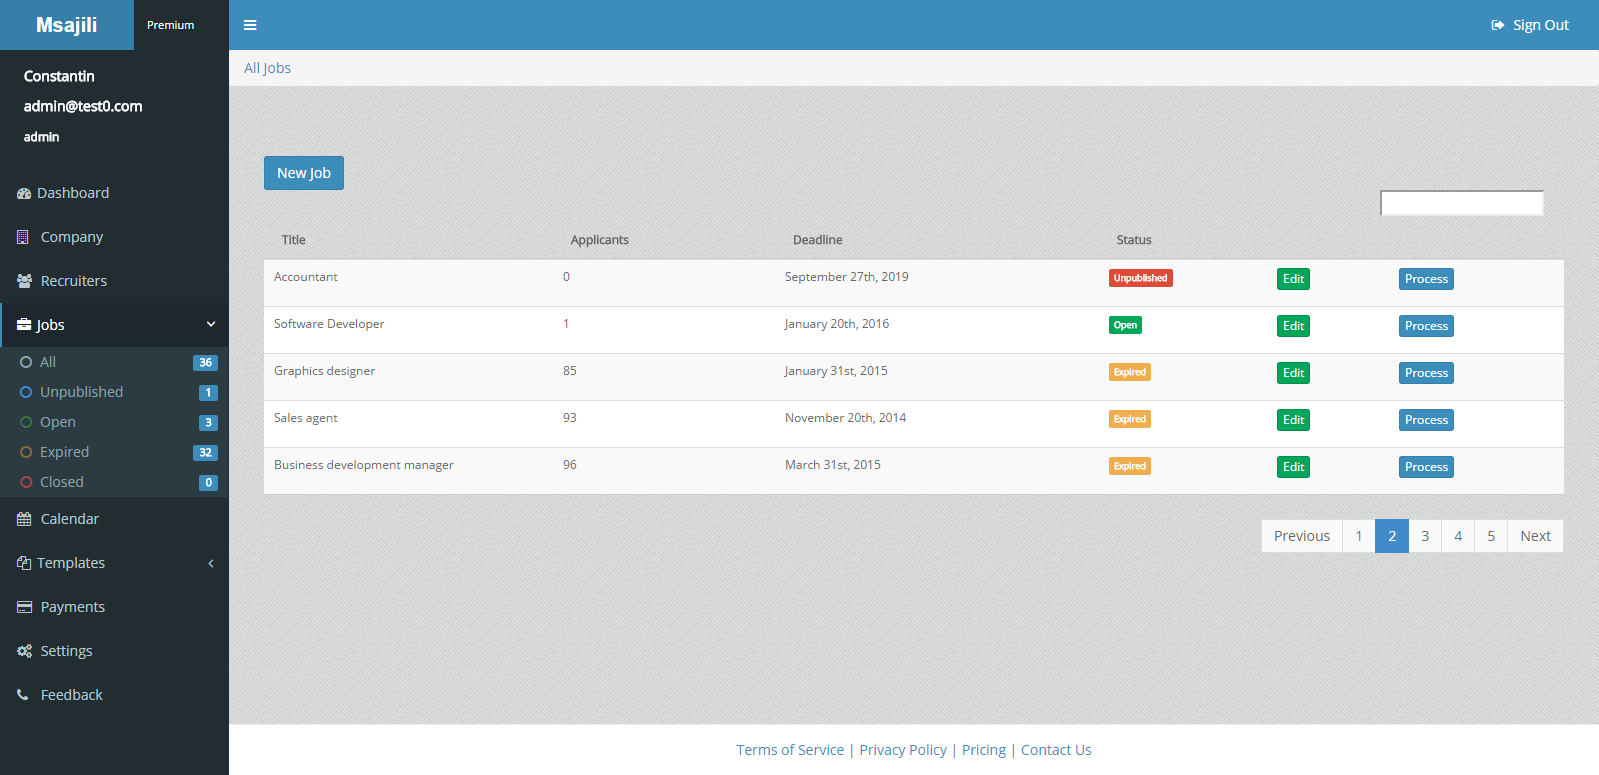 Msajili
Premium
Sign Out
Constantin
admin@test0.com
admin
Dashboard
Company
Recruiters
Jobs
All 36
Unpublished 1
Open 3
Expired 32
Closed 0
Calendar
Templates
Payments
Settings
Feedback
All Jobs
New Job
Title Applicants Deadline Status
Accountant 0 September 27th, 2019 Unpublished Edit Process
Software Developer 1 January 20th, 2016 Open Edit Process
Graphics designer 85 January 31st, 2015 Expired Edit Process
Sales agent 93 November 20th, 2014 Expired Edit Process
Business development manager 96 March 31st, 2015 Expired Edit Process
Previous 1 2 3 4 5 Next
Terms of Service | Privacy Policy | Pricing | Contact Us